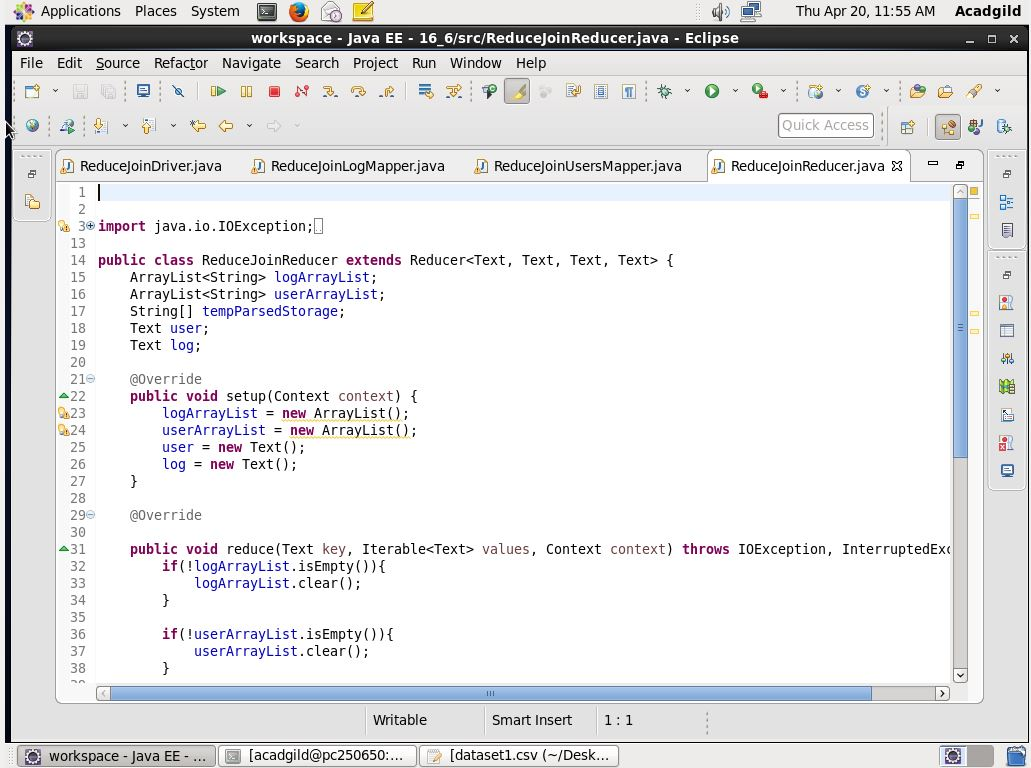 Applications Places System Thu Apr 20, 11:55 AM Acadgild
workspace - Java EE - 16_6/src/ReduceJoinReducer.java - Eclipse
File Edit Source Refactor Navigate Search Project Run Window Help
Quick Access
ReduceJoinDriver.java ReduceJoinLogMapper.java ReduceJoinUsersMapper.java ReduceJoinReducer.java
1
2
3 import java.io.IOException;
13
14 public class ReduceJoinReducer extends Reducer<Text, Text, Text, Text> {
15 ArrayList<String> logArrayList;
16 ArrayList<String> userArrayList;
17 String[] tempParsedStorage;
18 Text user;
19 Text log;
20
21 @Override
22 public void setup(Context context) {
23 logArrayList = new ArrayList();
24 userArrayList = new ArrayList();
25 user = new Text();
26 log = new Text();
27 }
28
29 @Override
30
31 public void reduce(Text key, Iterable<Text> values, Context context) throws IOException, InterruptedExc
32 if(!logArrayList.isEmpty()){
33 logArrayList.clear();
34 }
35
36 if(!userArrayList.isEmpty()){
37 userArrayList.clear();
38 }
Writable Smart Insert 1 : 1
workspace - Java EE - ... [acadgild@pc250650:... [dataset1.csv (~/Desk...